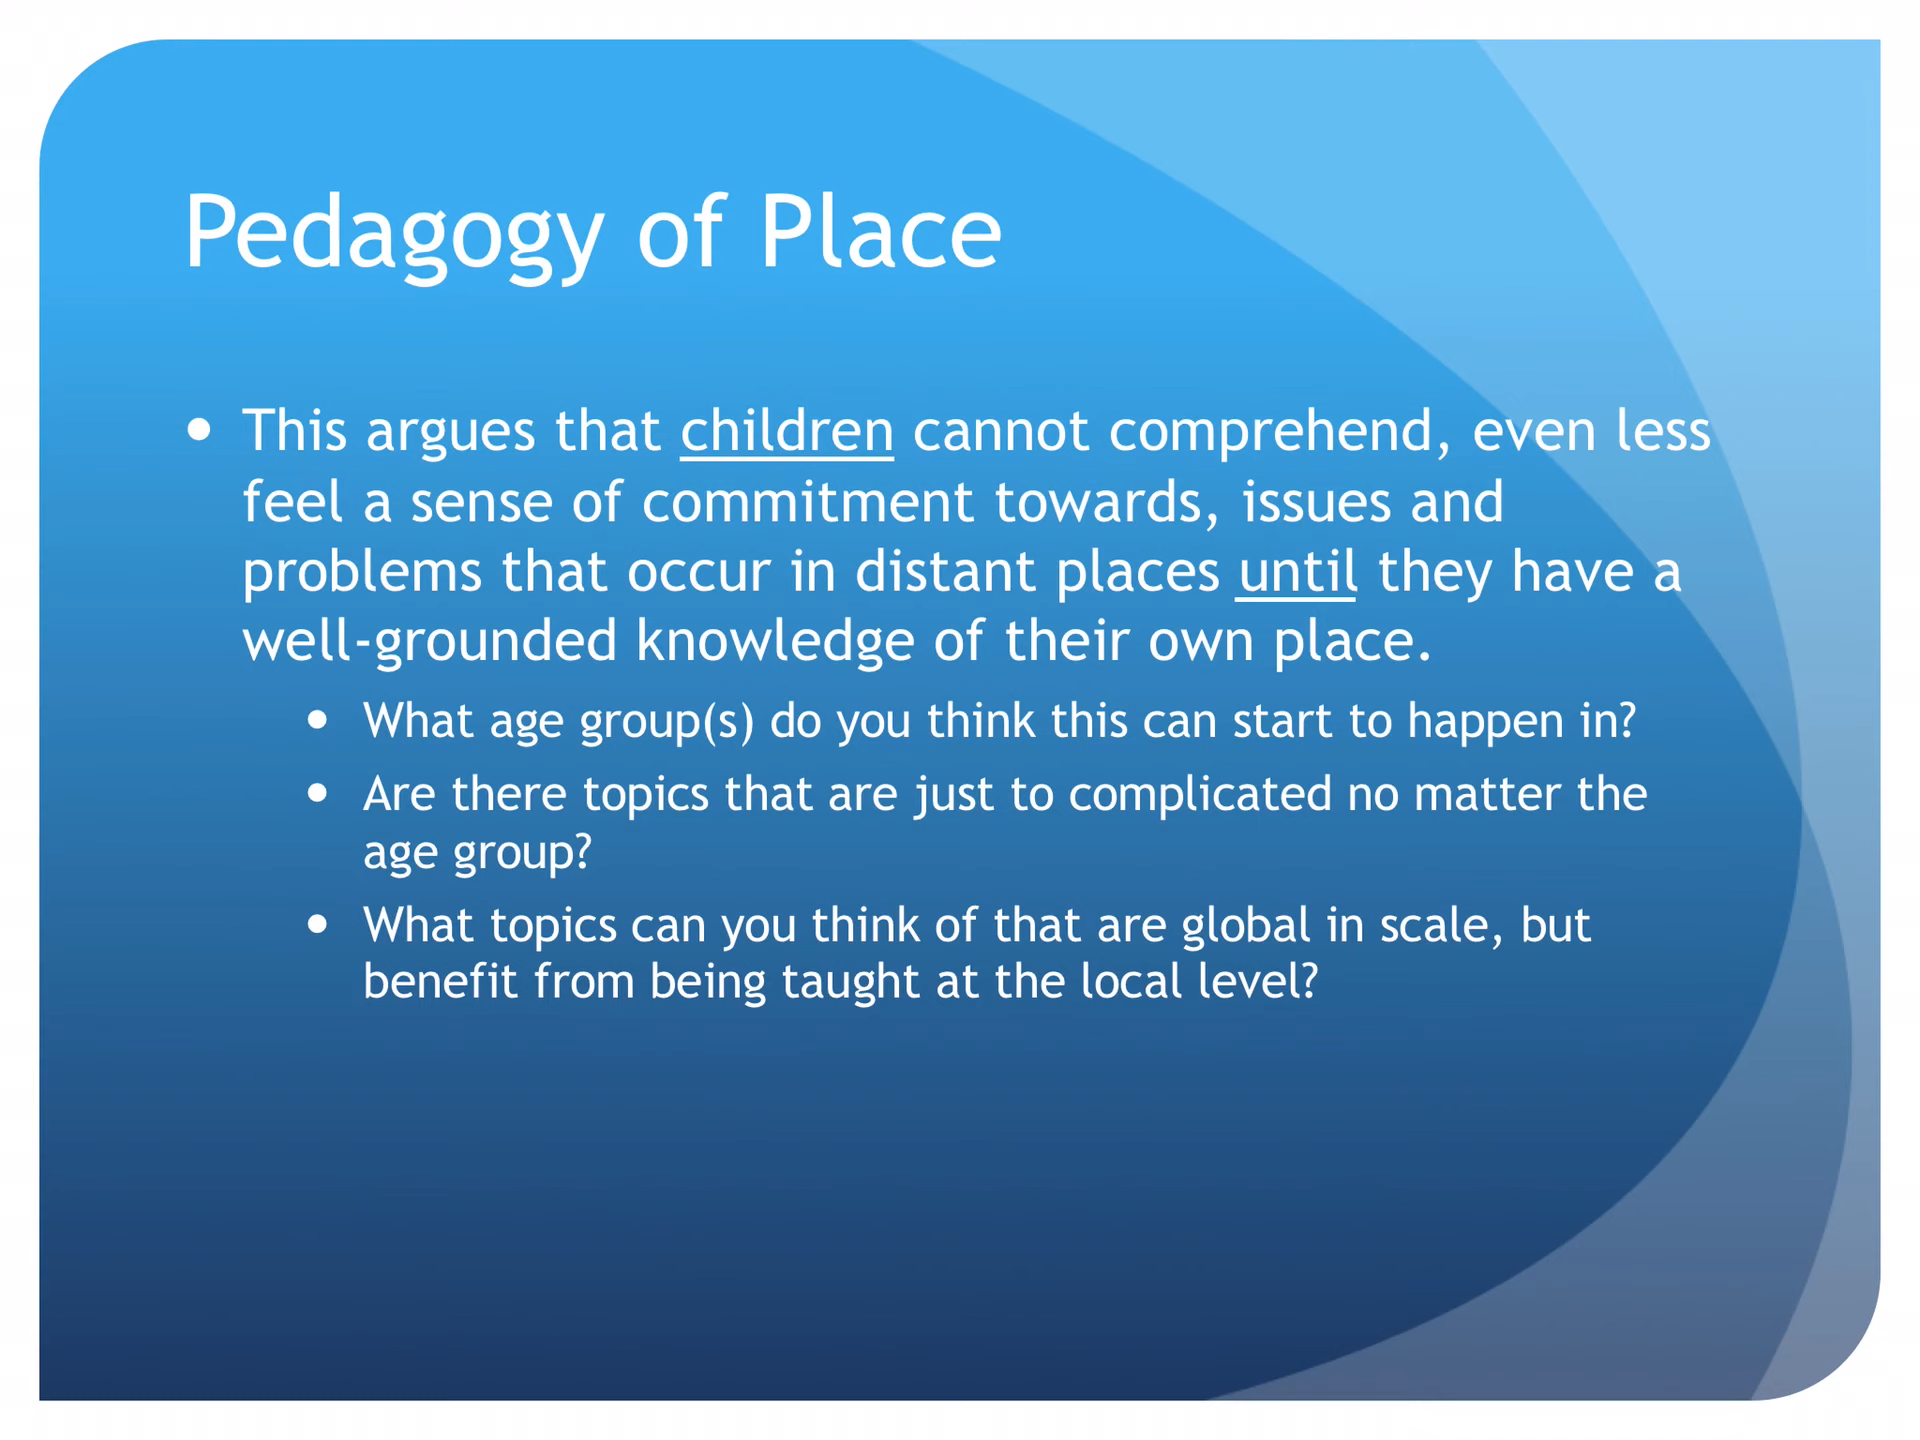 Pedagogy of Place
• This argues that children cannot comprehend, even less
feel a sense of commitment towards, issues and
problems that occur in distant places until they have a
well-grounded knowledge of their own place.
• What age group(s) do you think this can start to happen in?
• Are there topics that are just to complicated no matter the
age group?
• What topics can you think of that are global in scale, but
benefit from being taught at the local level?